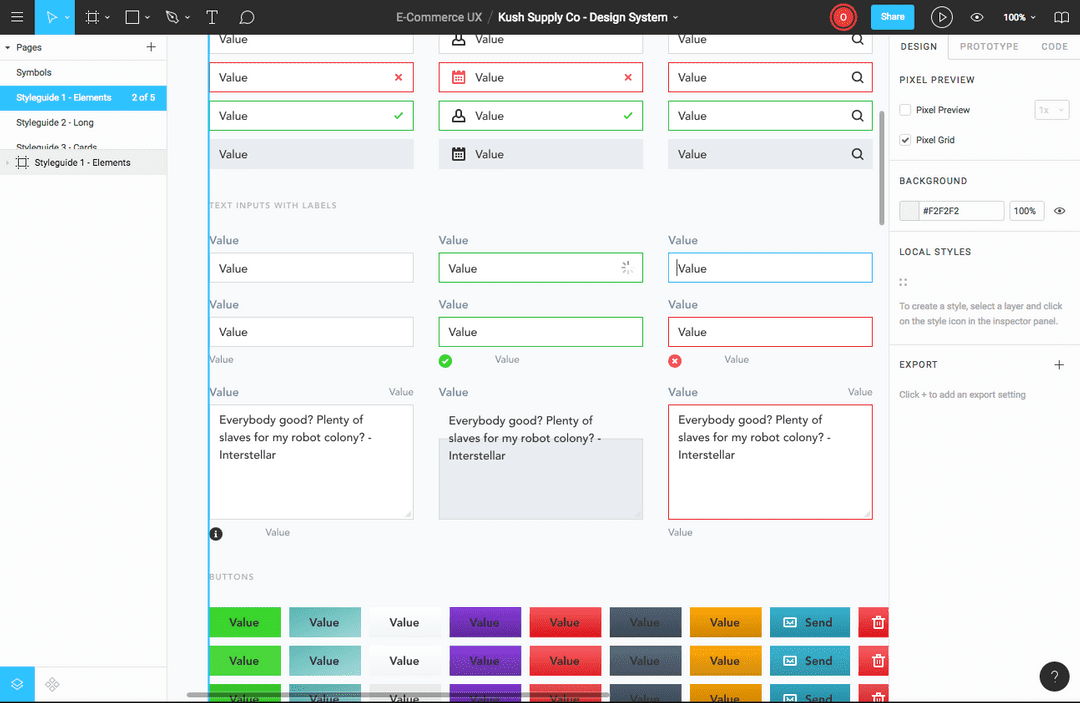 E-Commerce UX / Kush Supply Co - Design System
O
Share
100%
Pages
Symbols
Styleguide 1 - Elements 2 of 5
Styleguide 2 - Long
Styleguide 3 - Cards
Styleguide 1 - Elements
Value Value Value
Value Value Value
Value Value Value
Value Value Value
TEXT INPUTS WITH LABELS
Value Value Value
Value Value Value
Value Value Value
Value Value Value
Value Value Value
Value Value Value Value Value
Everybody good? Plenty of
slaves for my robot colony? -
Interstellar
Everybody good? Plenty of
slaves for my robot colony? -
Interstellar
Everybody good? Plenty of
slaves for my robot colony? -
Interstellar
Value Value
BUTTONS
Value Value Value Value Value Value Value Send
Value Value Value Value Value Value Value Send
Value Value Value Value Value Value Value Send
DESIGN PROTOTYPE CODE
PIXEL PREVIEW
Pixel Preview 1x
Pixel Grid
BACKGROUND
#F2F2F2 100%
LOCAL STYLES
To create a style, select a layer and click
on the style icon in the inspector panel.
EXPORT
Click + to add an export setting
?